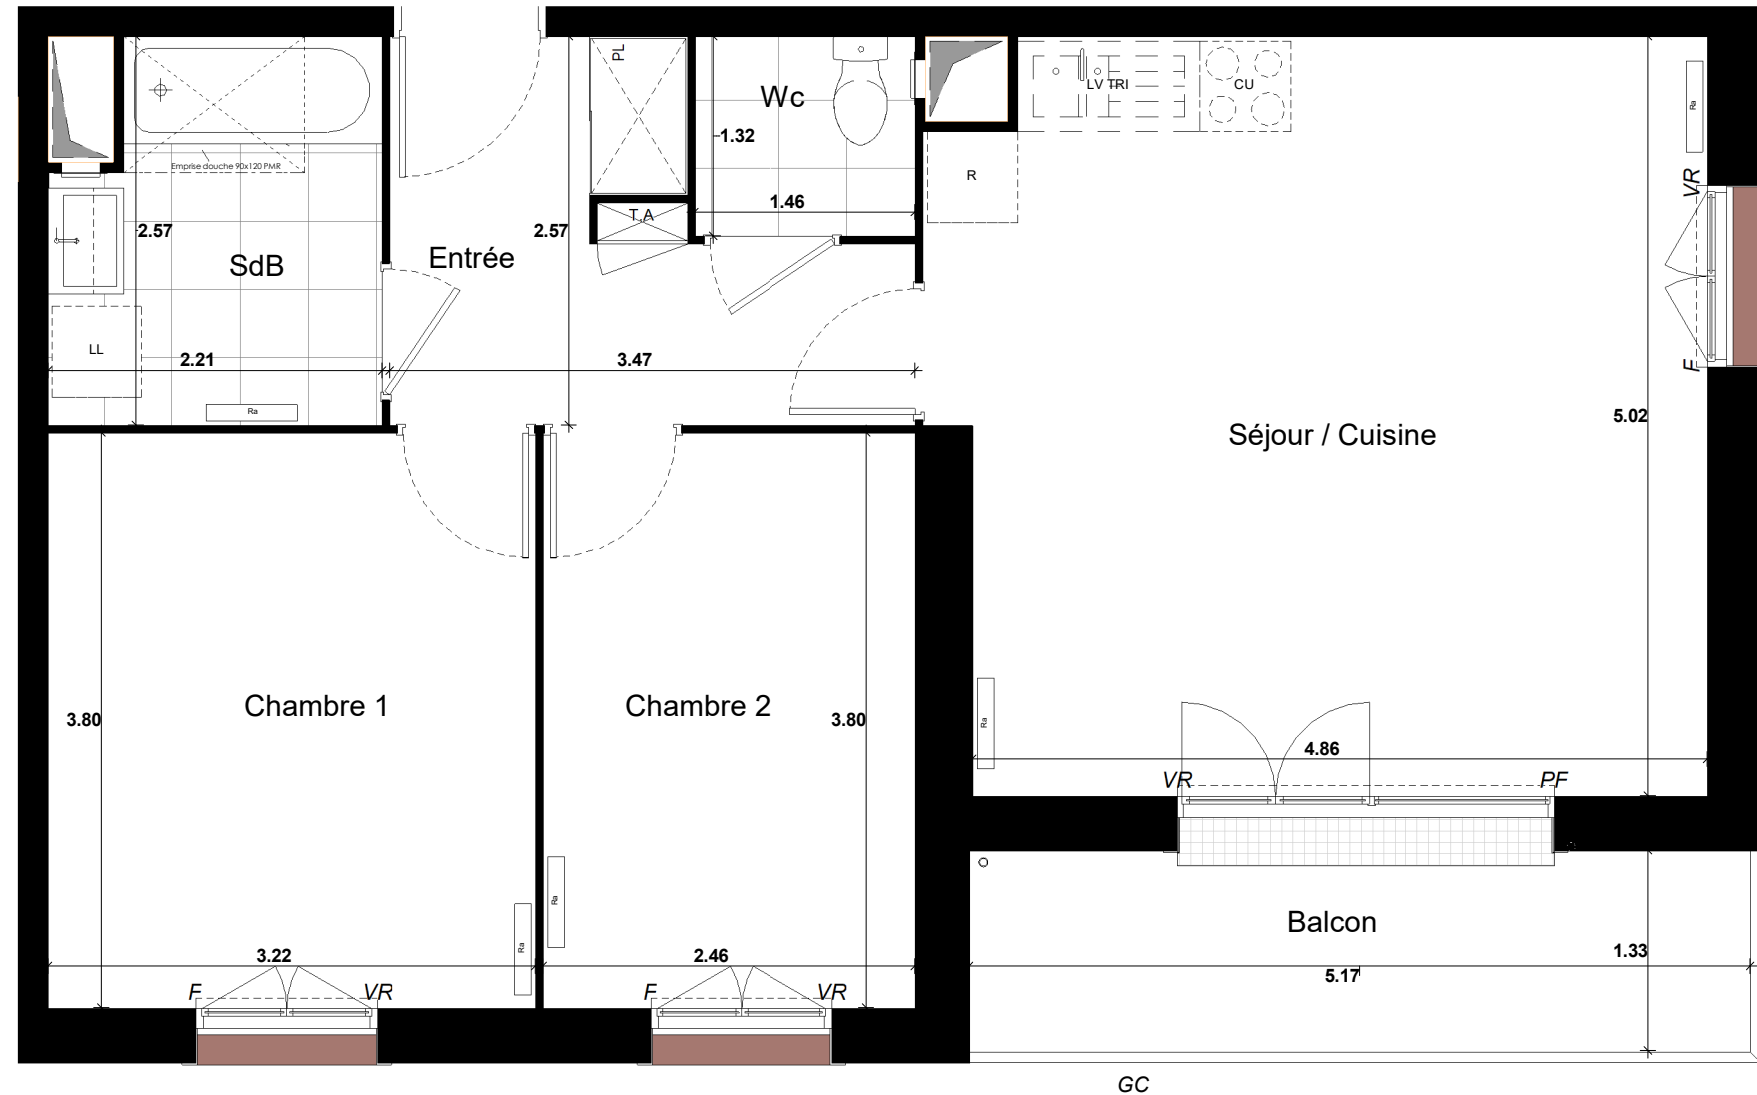 PL
Wc
LV TRI
CU
Ra
1.32
Emprise douche 90x120 PMR
R
VR
1.46
T.A
2.57
2.57
SdB
Entrée
LL
2.21
3.47
F
Ra
5.02
Séjour / Cuisine
Chambre 1
Chambre 2
3.80
3.80
Ra
4.86
VR
PF
Ra
Ra
Balcon
3.22
2.46
1.33
5.17
F
VR
F
VR
GC